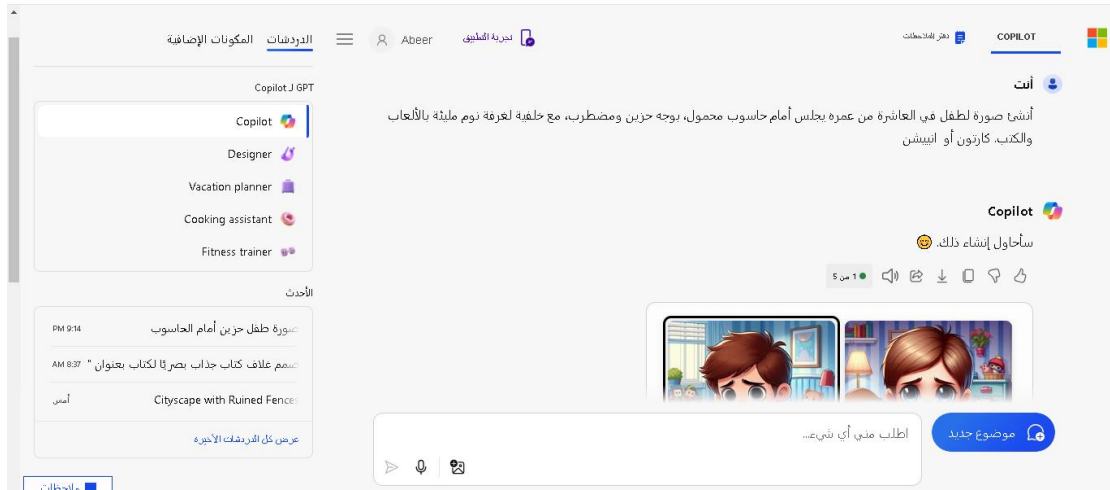 COPILOT
دفتر الملاحظات
تجربة التطبيق
Abeer
الدردشات
المكونات الإضافية
أنت
أنشئ صورة لطفل في العاشرة من عمره يجلس أمام حاسوب محمول، بوجه حزين ومضطرب، مع خلفية لغرفة نوم مليئة بالألعاب
والكتب. كارتون أو انييشن
Copilot
سأحاول إنشاء ذلك.
1 من 5
موضوع جديد
اطلب مني أي شيء...
Copilot لـ GPT
Copilot
Designer
Vacation planner
Cooking assistant
Fitness trainer
الأحدث
صورة طفل حزين أمام الحاسوب
9:14 PM
صمم غلاف كتاب جذاب بصريًا لكتاب بعنوان "
8:37 AM
Cityscape with Ruined Fences
أمس
عرض كل الدردشات الأخيرة
ملاحظات